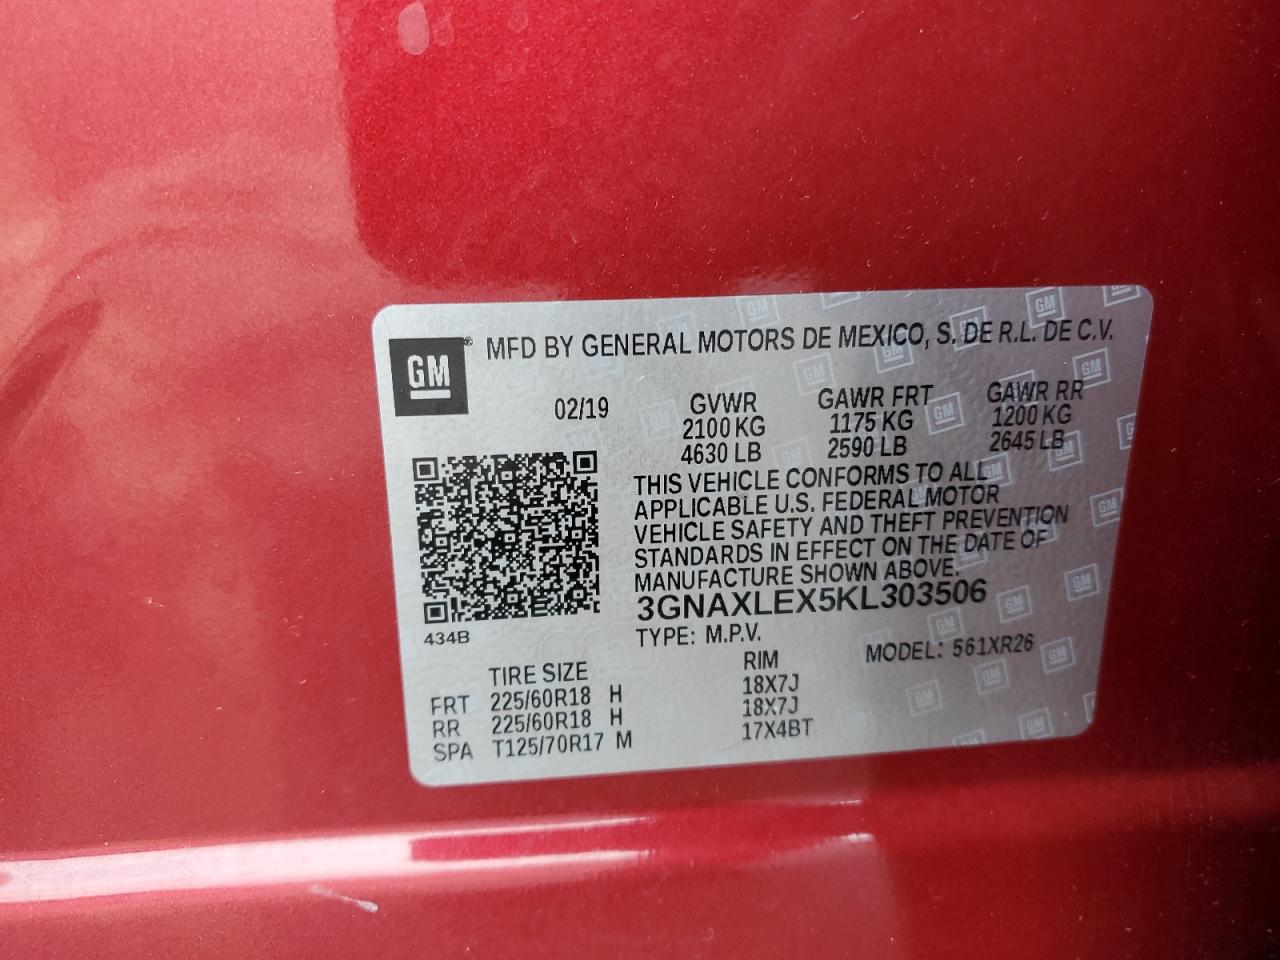 GM® MFD BY GENERAL MOTORS DE MEXICO, S. DE R.L. DE C.V.
02/19 GVWR GAWR FRT GAWR RR
2100 KG 1175 KG 1200 KG
4630 LB 2590 LB 2645 LB
THIS VEHICLE CONFORMS TO ALL
APPLICABLE U.S. FEDERAL MOTOR
VEHICLE SAFETY AND THEFT PREVENTION
STANDARDS IN EFFECT ON THE DATE OF
MANUFACTURE SHOWN ABOVE.
3GNAXLEX5KL303506
434B
TYPE: M.P.V. MODEL: 561XR26
TIRE SIZE RIM
FRT 225/60R18 H 18X7J
RR 225/60R18 H 18X7J
SPA T125/70R17 M 17X4BT